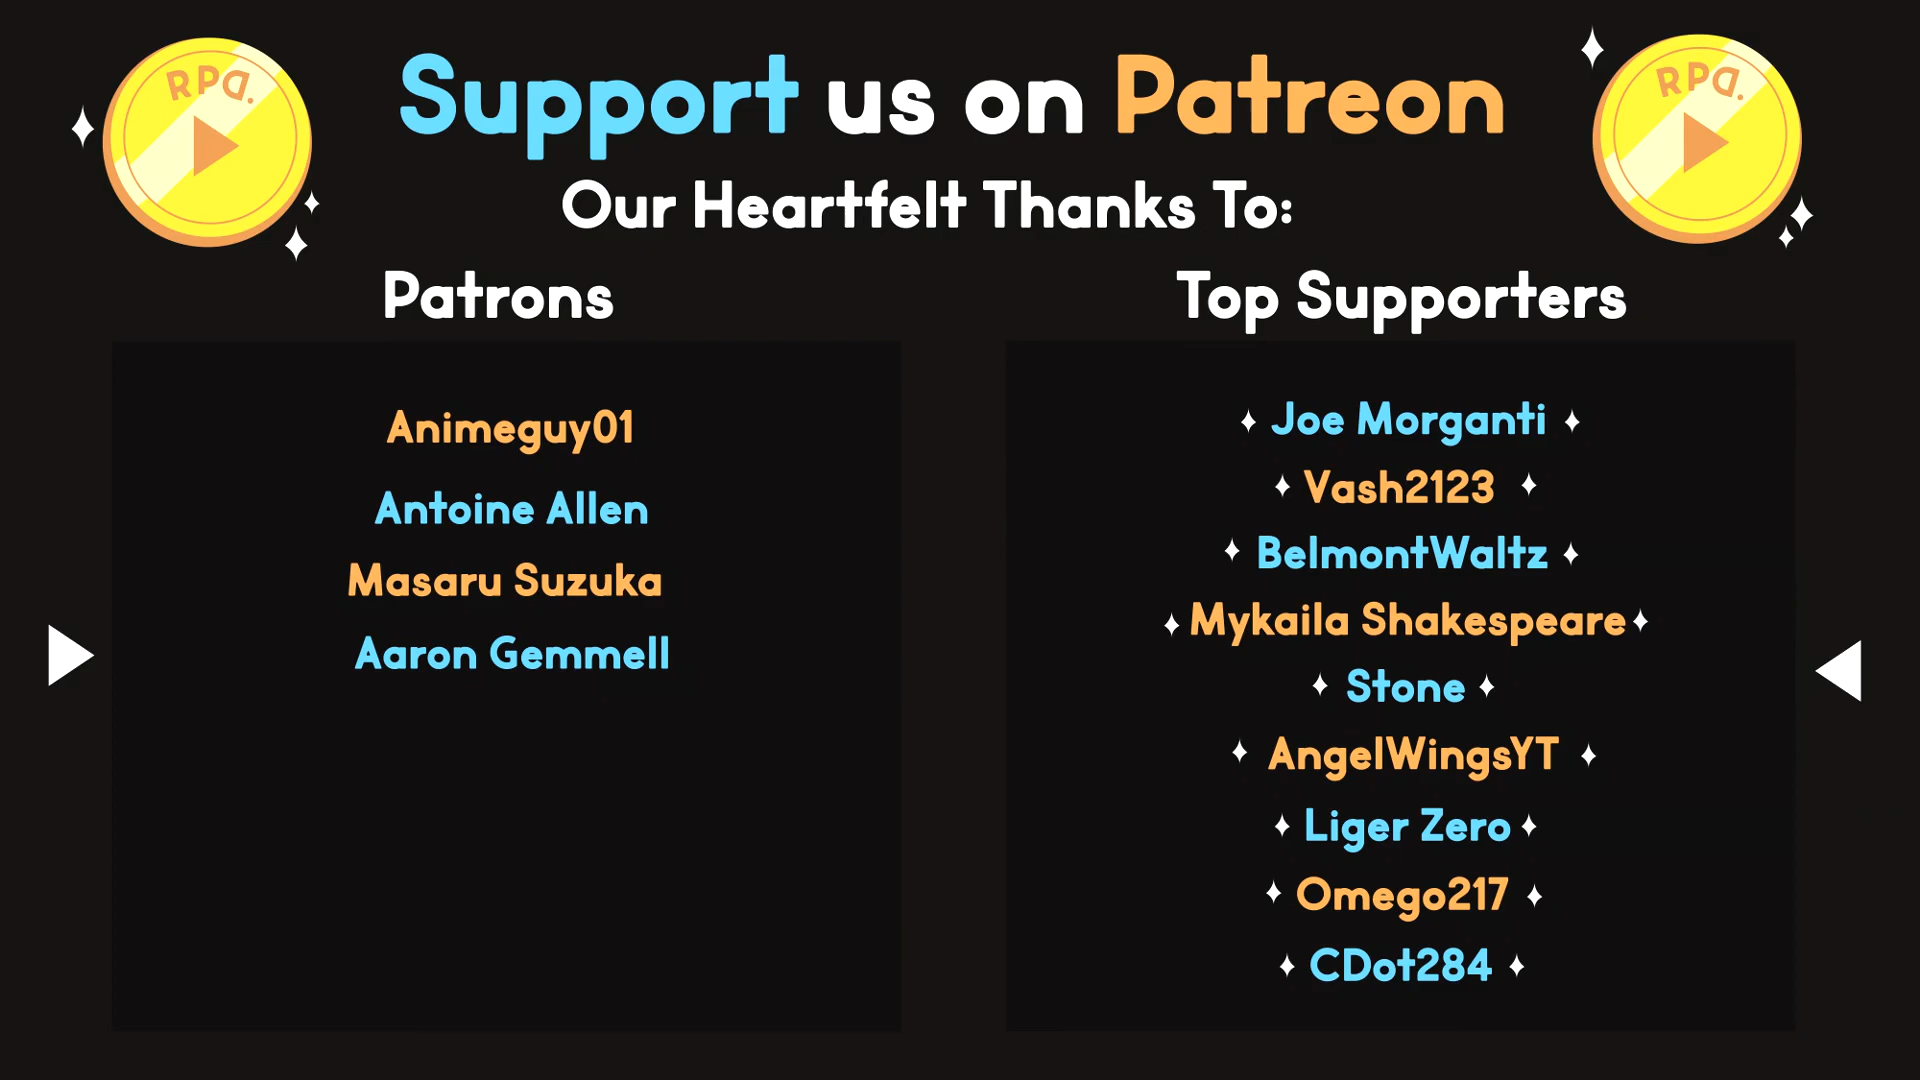 RPG.
RPG.
Support us on Patreon
Our Heartfelt Thanks To:
Patrons
Animeguy01
Antoine Allen
Masaru Suzuka
Aaron Gemmell
Top Supporters
Joe Morganti
Vash2123
BelmontWaltz
Mykaila Shakespeare
Stone
AngelWingsYT
Liger Zero
Omego217
CDot284